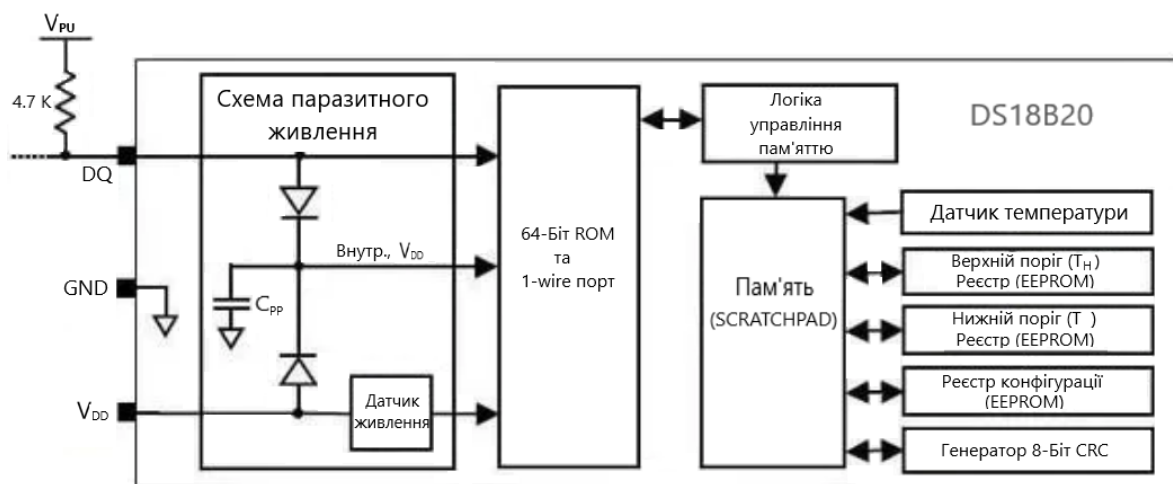 VPU
4.7 K
DQ
GND
VDD
Схема паразитного
живлення
Внутр., VDD
CPP
Датчик
живлення
64-Біт ROM
та
1-wire порт
Логіка
управління
пам'яттю
DS18B20
Пам'ять
(SCRATCHPAD)
Датчик температури
Верхній поріг (TH)
Реєстр (EEPROM)
Нижній поріг (T )
Реєстр (EEPROM)
Реєстр конфігурації
(EEPROM)
Генератор 8-Біт CRC